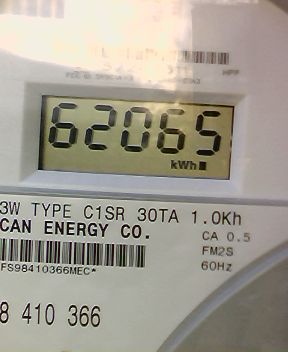 62065
kWh
3W TYPE C1SR 30TA 1.0Kh
CAN ENERGY CO.
CA 0.5
FM2S
60Hz
FS98410366MEC*
8 410 366